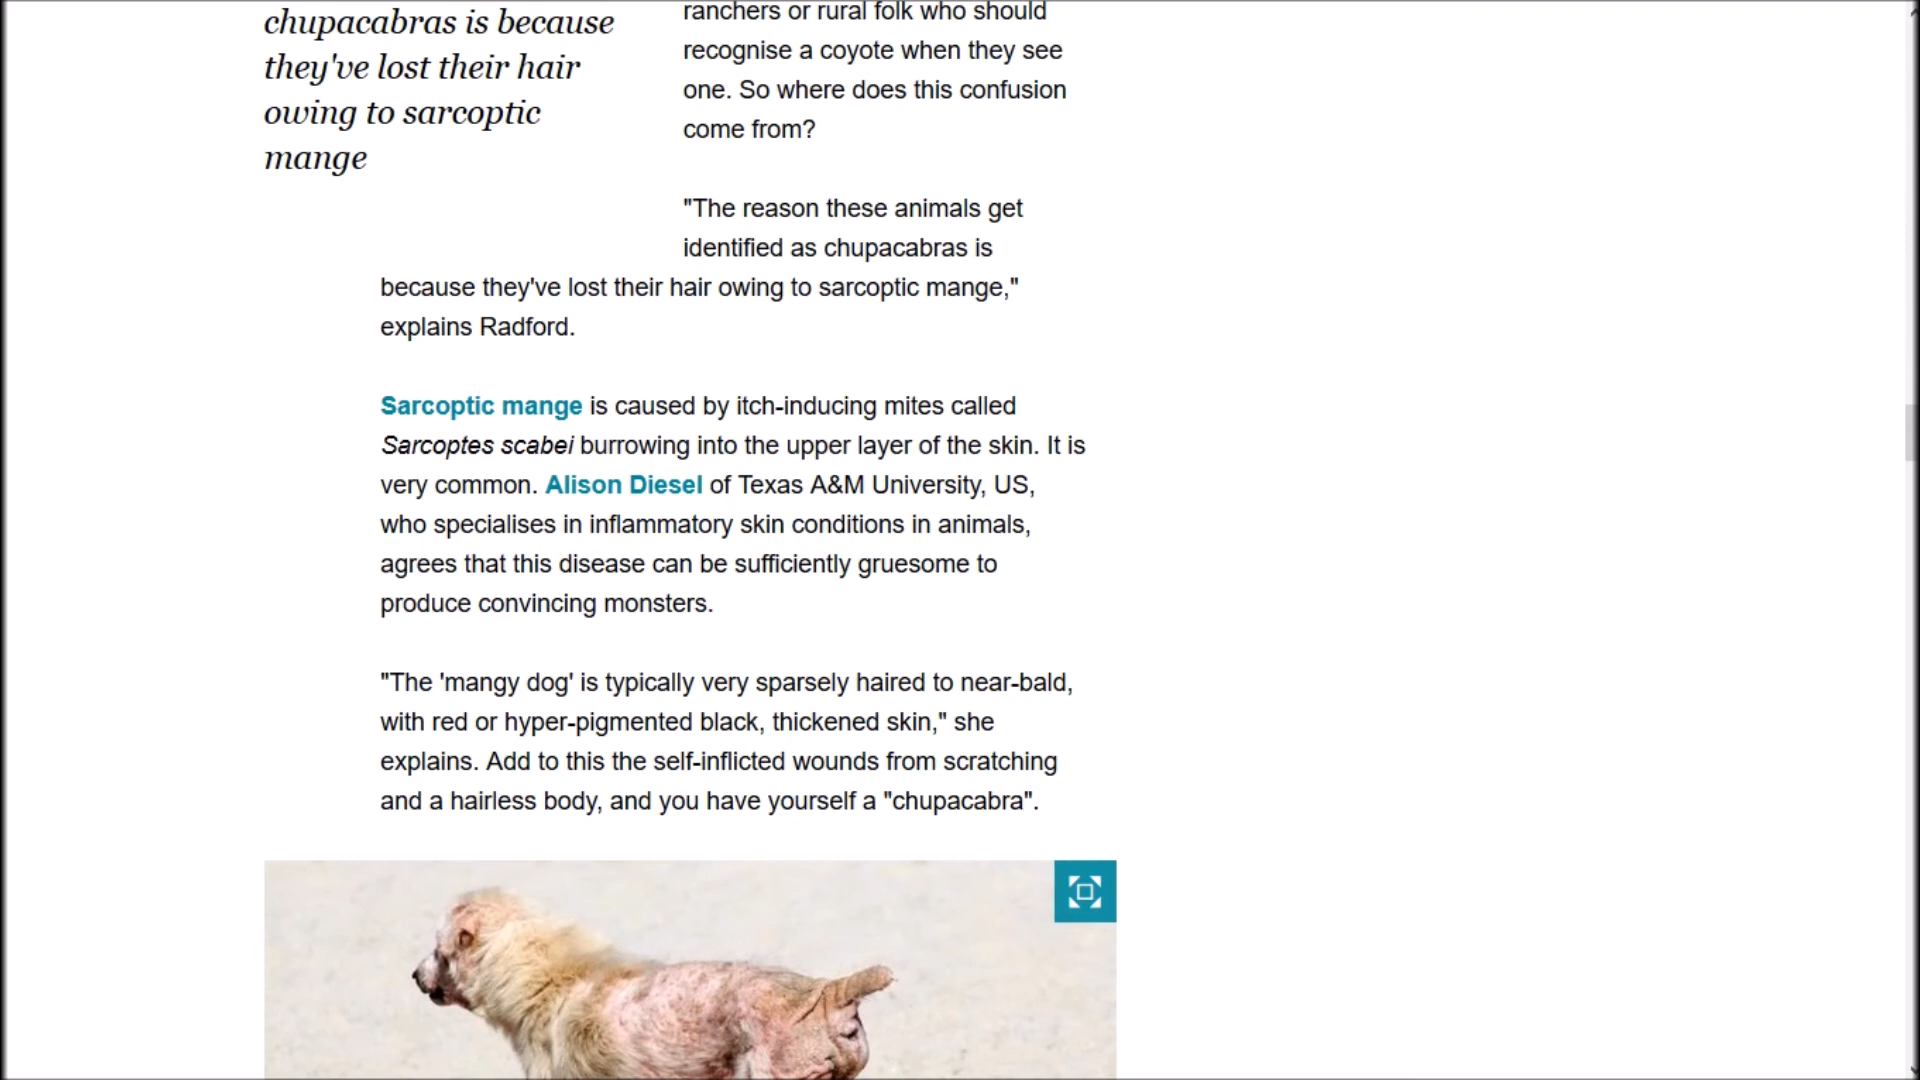 chupacabras is because
they've lost their hair
owing to sarcoptic
mange
ranchers or rural folk who should
recognise a coyote when they see
one. So where does this confusion
come from?
"The reason these animals get
identified as chupacabras is
because they've lost their hair owing to sarcoptic mange,"
explains Radford.
Sarcoptic mange is caused by itch-inducing mites called
Sarcoptes scabei burrowing into the upper layer of the skin. It is
very common. Alison Diesel of Texas A&M University, US,
who specialises in inflammatory skin conditions in animals,
agrees that this disease can be sufficiently gruesome to
produce convincing monsters.
"The 'mangy dog' is typically very sparsely haired to near-bald,
with red or hyper-pigmented black, thickened skin," she
explains. Add to this the self-inflicted wounds from scratching
and a hairless body, and you have yourself a "chupacabra".